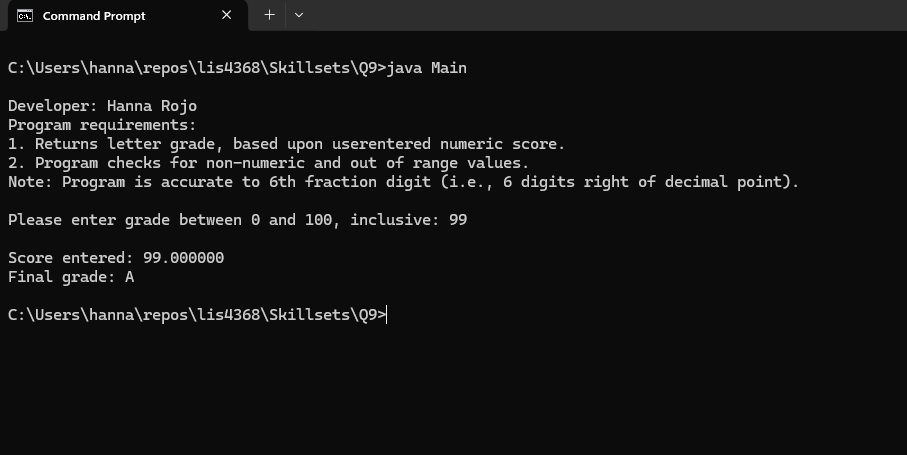 Command Prompt
C:\Users\hanna\repos\lis4368\Skillsets\Q9>java Main
Developer: Hanna Rojo
Program requirements:
1. Returns letter grade, based upon userentered numeric score.
2. Program checks for non-numeric and out of range values.
Note: Program is accurate to 6th fraction digit (i.e., 6 digits right of decimal point).
Please enter grade between 0 and 100, inclusive: 99
Score entered: 99.000000
Final grade: A
C:\Users\hanna\repos\lis4368\Skillsets\Q9>